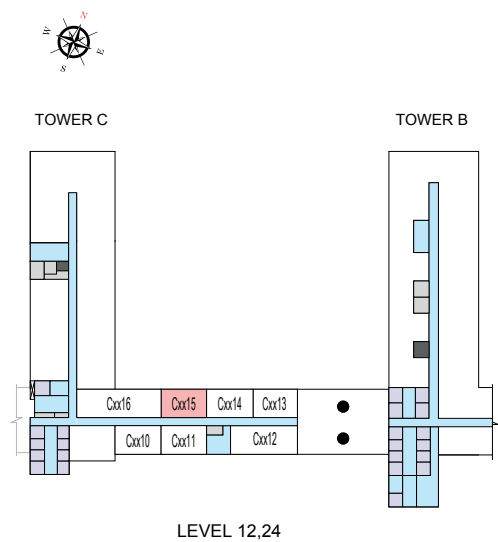 N
W
E
S
TOWER C
TOWER B
Cxx16
Cxx15
Cxx14
Cxx13
Cxx10
Cxx11
Cxx12
LEVEL 12,24